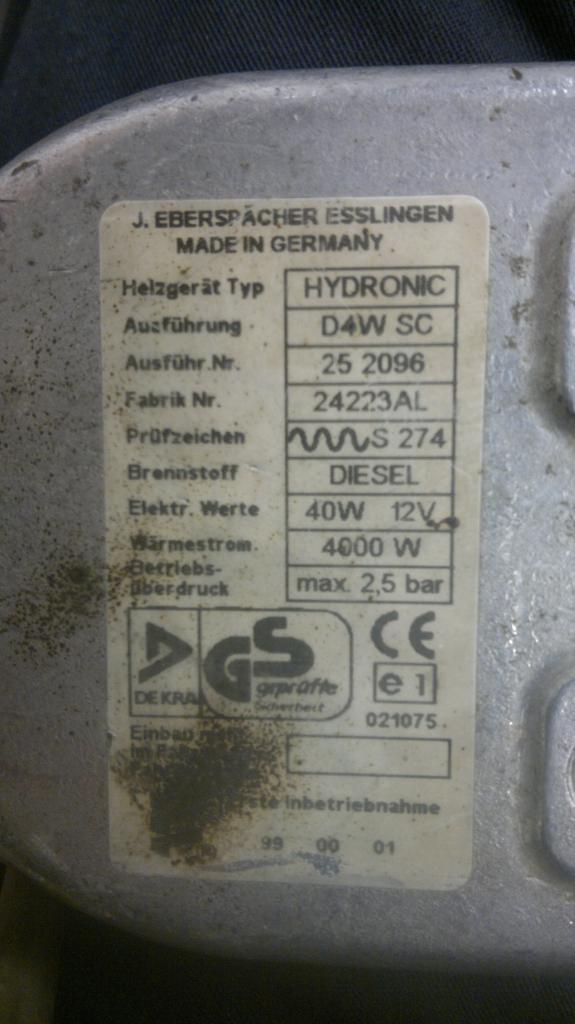 J. EBERSPÄCHER ESSLINGEN
MADE IN GERMANY
Heizgerät Typ HYDRONIC
Ausführung D4W SC
Ausführ.Nr. 25 2096
Fabrik Nr. 24223AL
Prüfzeichen S 274
Brennstoff DIESEL
Elektr. Werte 40W 12V
Wärmestrom. 4000 W
Betriebs-
überdruck max. 2,5 bar
DEKRA GS geprüfte Sicherheit
CE
e 1
021075
Einbau
im
Inbetriebnahme
99 00 01